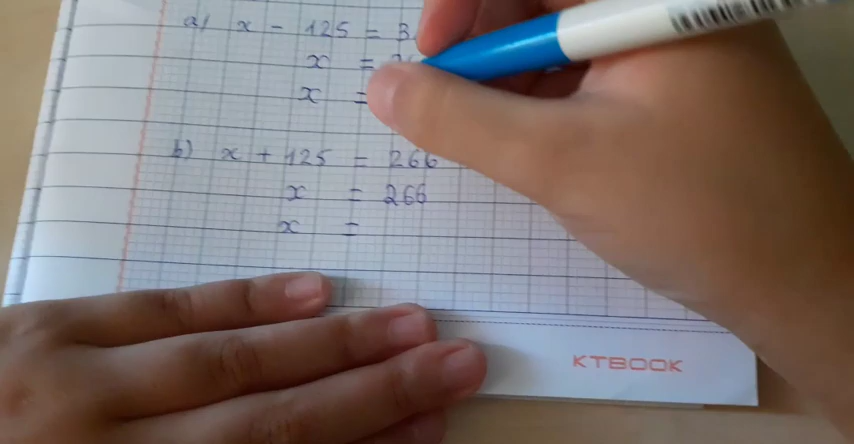 a) x - 125 = 3
x =
x =
b) x + 125 = 266
x = 266
x =
KTBOOK